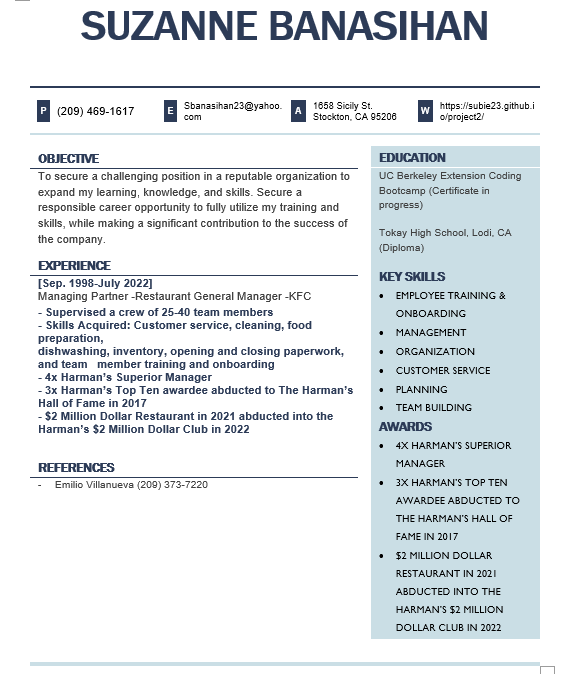 SUZANNE BANASIHAN
P (209) 469-1617
E Sbanasihan23@yahoo.
com
A 1658 Sicily St.
Stockton, CA 95206
W https://subie23.github.i
o/project2/
OBJECTIVE
To secure a challenging position in a reputable organization to
expand my learning, knowledge, and skills. Secure a
responsible career opportunity to fully utilize my training and
skills, while making a significant contribution to the success of
the company.
EXPERIENCE
[Sep. 1998-July 2022]
Managing Partner -Restaurant General Manager -KFC
- Supervised a crew of 25-40 team members
- Skills Acquired: Customer service, cleaning, food
preparation,
dishwashing, inventory, opening and closing paperwork,
and team member training and onboarding
- 4x Harman's Superior Manager
- 3x Harman's Top Ten awardee abducted to The Harman's
Hall of Fame in 2017
- $2 Million Dollar Restaurant in 2021 abducted into the
Harman's $2 Million Dollar Club in 2022
REFERENCES
- Emilio Villanueva (209) 373-7220
EDUCATION
UC Berkeley Extension Coding
Bootcamp (Certificate in
progress)
Tokay High School, Lodi, CA
(Diploma)
KEY SKILLS
• EMPLOYEE TRAINING &
ONBOARDING
• MANAGEMENT
• ORGANIZATION
• CUSTOMER SERVICE
• PLANNING
• TEAM BUILDING
AWARDS
• 4X HARMAN'S SUPERIOR
MANAGER
• 3X HARMAN'S TOP TEN
AWARDEE ABDUCTED TO
THE HARMAN'S HALL OF
FAME IN 2017
• $2 MILLION DOLLAR
RESTAURANT IN 2021
ABDUCTED INTO THE
HARMAN'S $2 MILLION
DOLLAR CLUB IN 2022